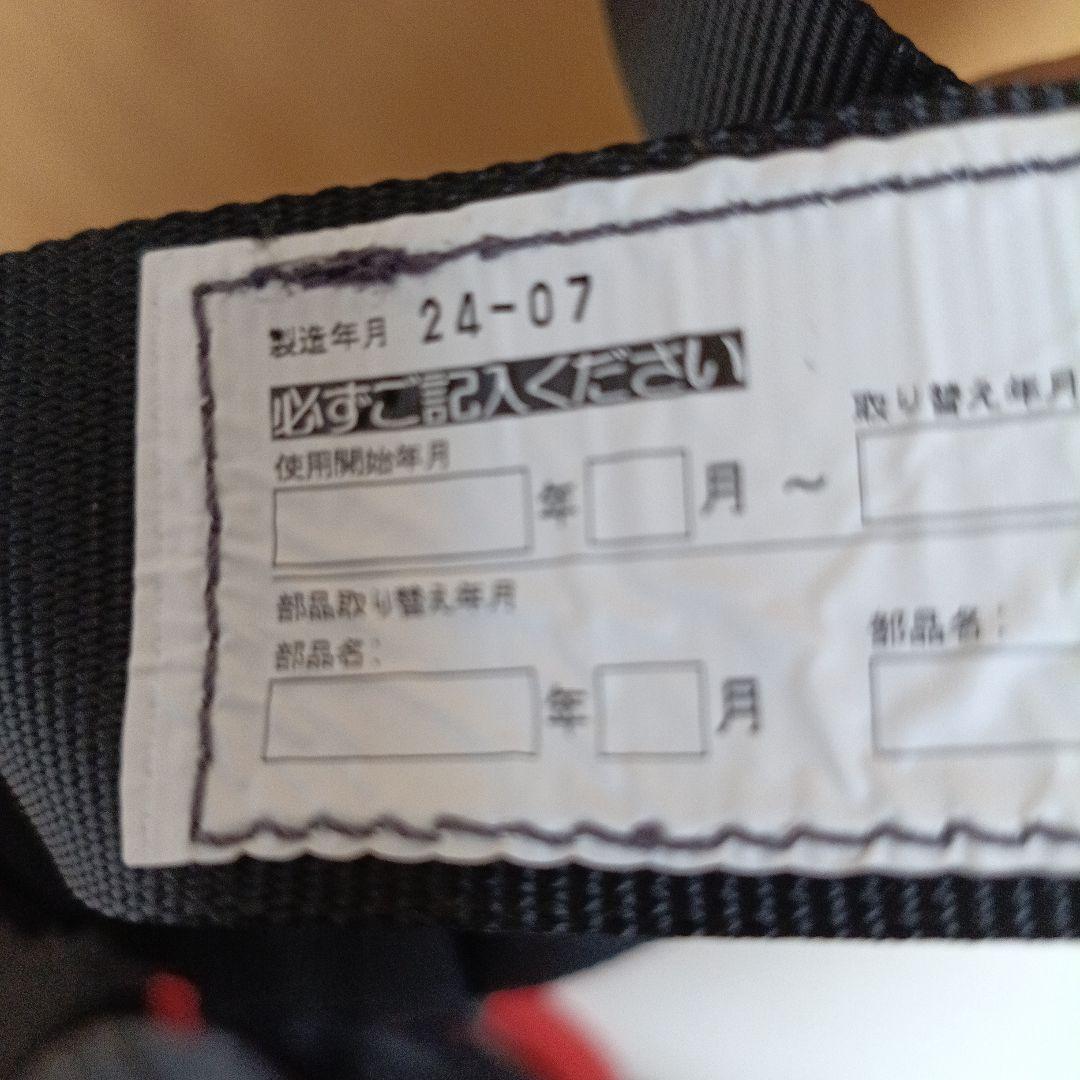 製造年月 24-07
必ずご記入ください
使用開始年月
年 月 ～
取り替え年月
部品取り替え年月
部品名:
年 月
部品名: